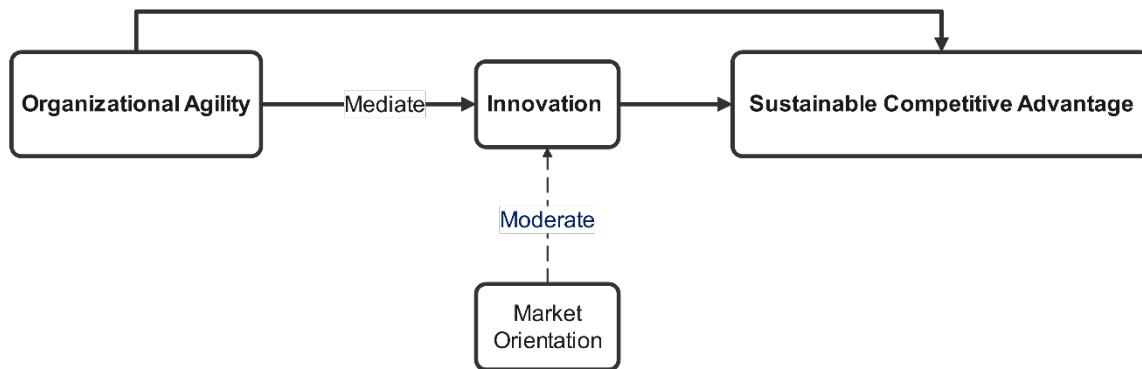 Organizational Agility
Mediate
Innovation
Sustainable Competitive Advantage
Moderate
Market
Orientation